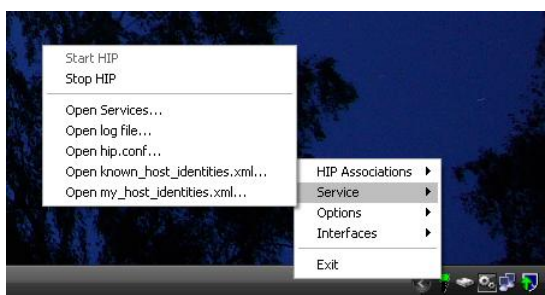 Start HIP
Stop HIP
Open Services...
Open log file...
Open hip.conf...
Open known_host_identities.xml...
Open my_host_identities.xml...
HIP Associations
Service
Options
Interfaces
Exit